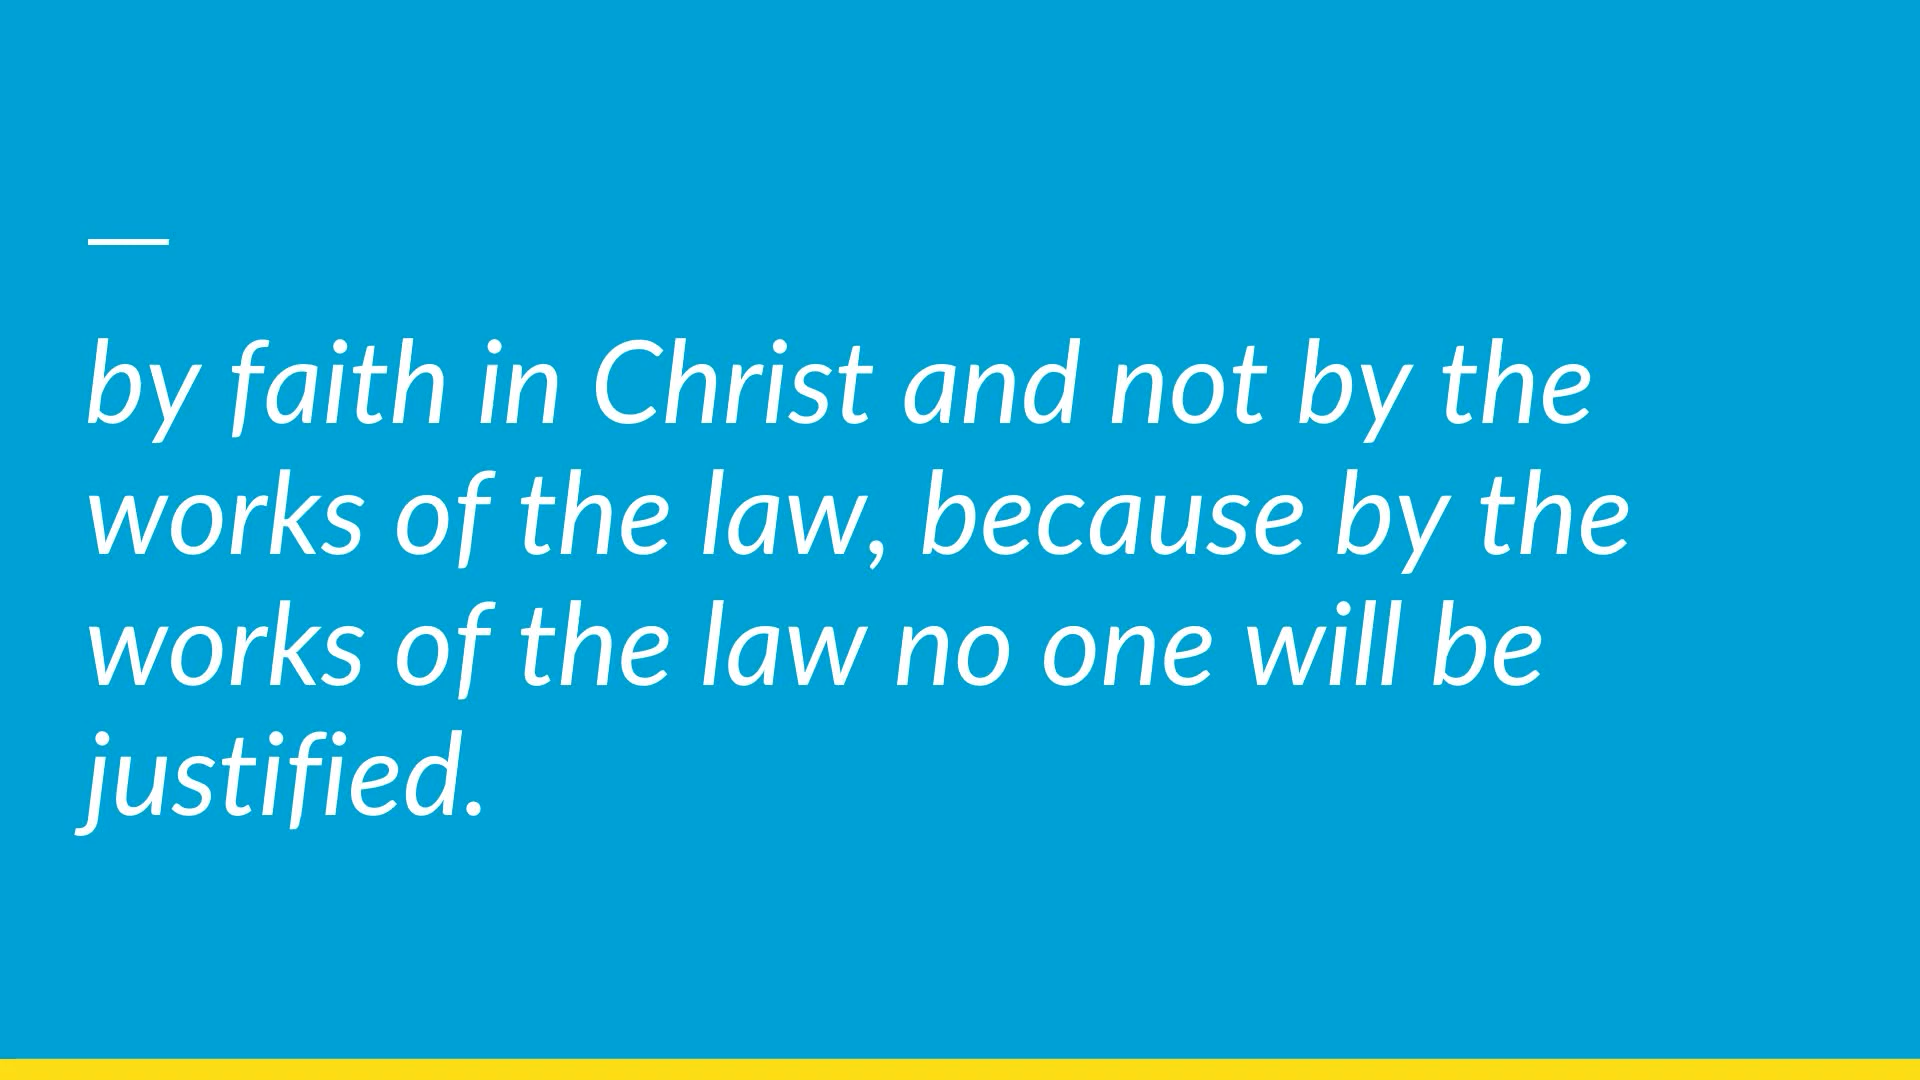 by faith in Christ and not by the
works of the law, because by the
works of the law no one will be
justified.